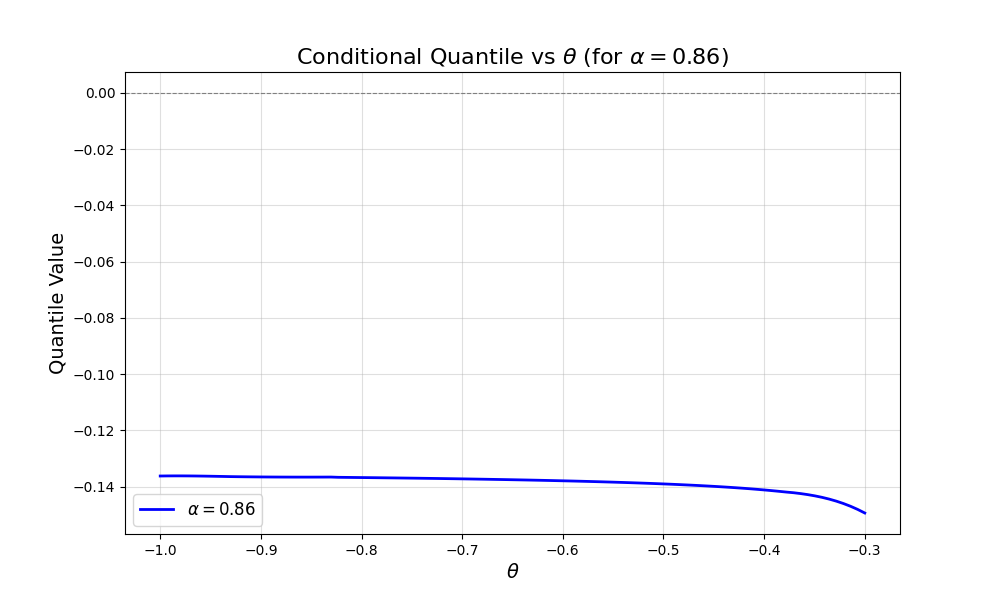 Conditional Quantile vs θ (for α = 0.86)
Quantile Value
0.00
−0.02
−0.04
−0.06
−0.08
−0.10
−0.12
−0.14
α = 0.86
−1.0 −0.9 −0.8 −0.7 −0.6 −0.5 −0.4 −0.3
θ